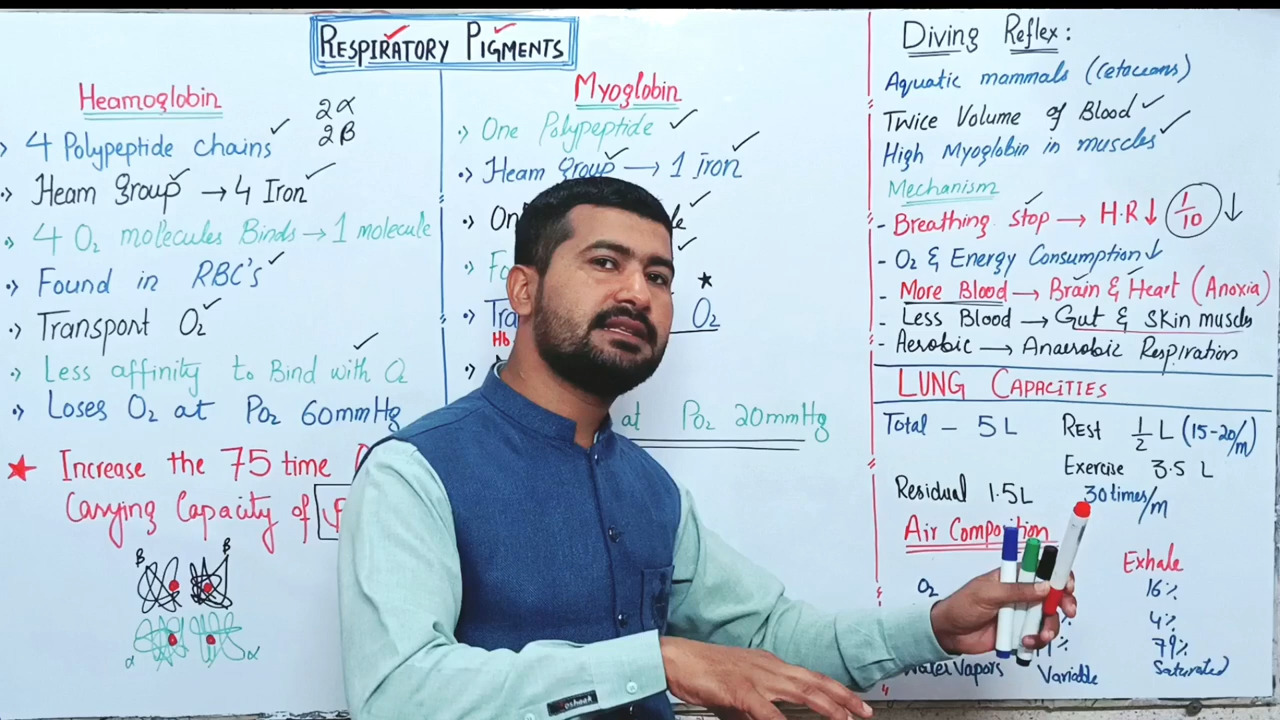 RESPIRATORY PIGMENTS
Heamoglobin
2α
2β
4 Polypeptide chains
Heam group → 4 Iron
4 O2 molecules Binds → 1 molecule
Found in RBC's
Transport O2
Less affinity to Bind with O2
Loses O2 at Po2 60mmHg
Increase the 75 time
Carying Capacity of
B
B
α
α
Myoglobin
One Polypeptide
Heam group → 1 iron
O2
Hb
at Po2 20mmHg
Diving Reflex:
Aquatic mammals (Cetaceans)
Twice Volume of Blood
High Myoglobin in muscles
Mechanism
- Breathing stop → H.R ↓ 1/10 ↓
- O2 & Energy Consumption ↓
- More Blood → Brain & Heart (Anoxia)
- Less Blood → Gut & Skin muscles
- Aerobic → Anaerobic Respiration
LUNG CAPACITIES
Total - 5L
REST 1/2 L (15-20/m)
Exercise 3.5 L
Residual 1.5L
30 times/m
Air Composition
Exhale
O2
16%
4%
79%
Water Vapors Variable Saturated